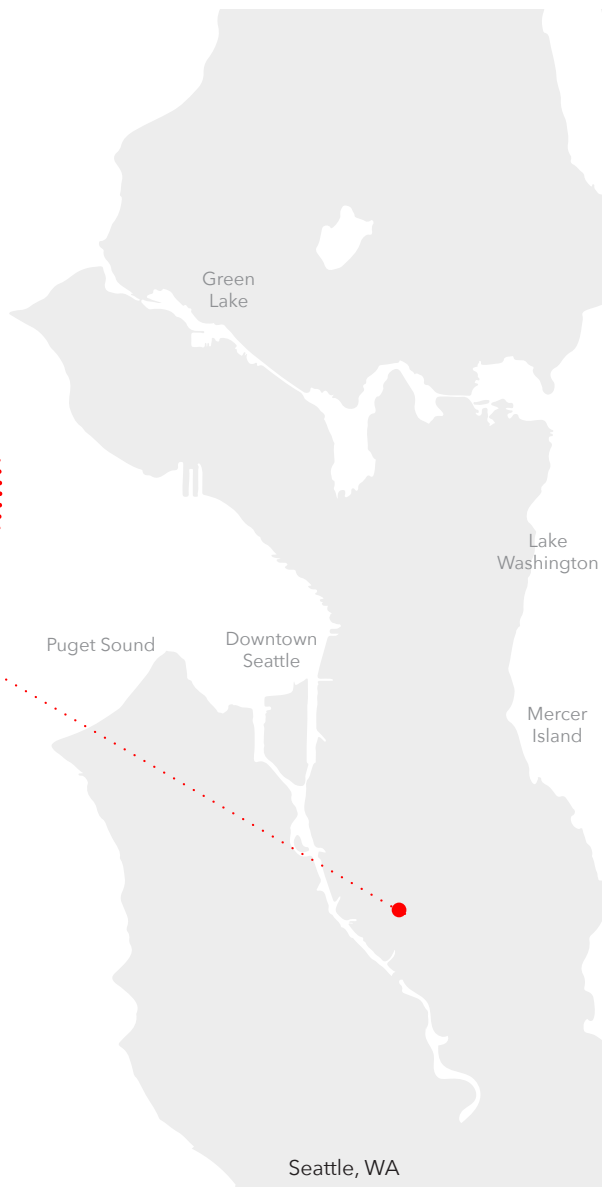 Green
Lake
Lake
Washington
Puget Sound
Downtown
Seattle
Mercer
Island
Seattle, WA